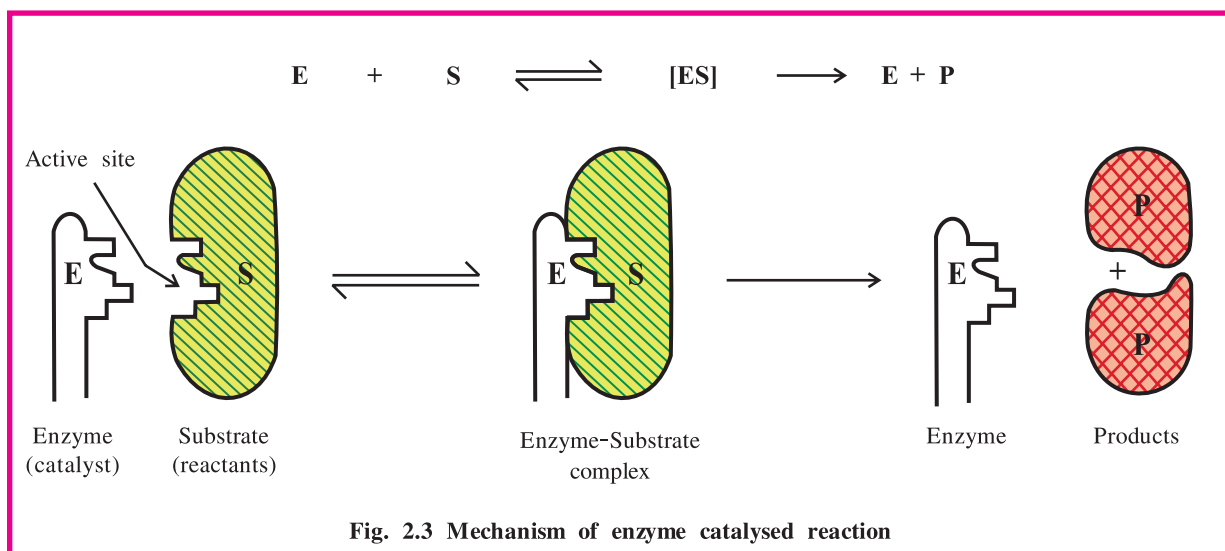 E + S ⇌ [ES] ⟶ E + P
Active site
E
S
E
S
E
P
+
P
Enzyme
(catalyst)
Substrate
(reactants)
Enzyme-Substrate
complex
Enzyme
Products
Fig. 2.3 Mechanism of enzyme catalysed reaction